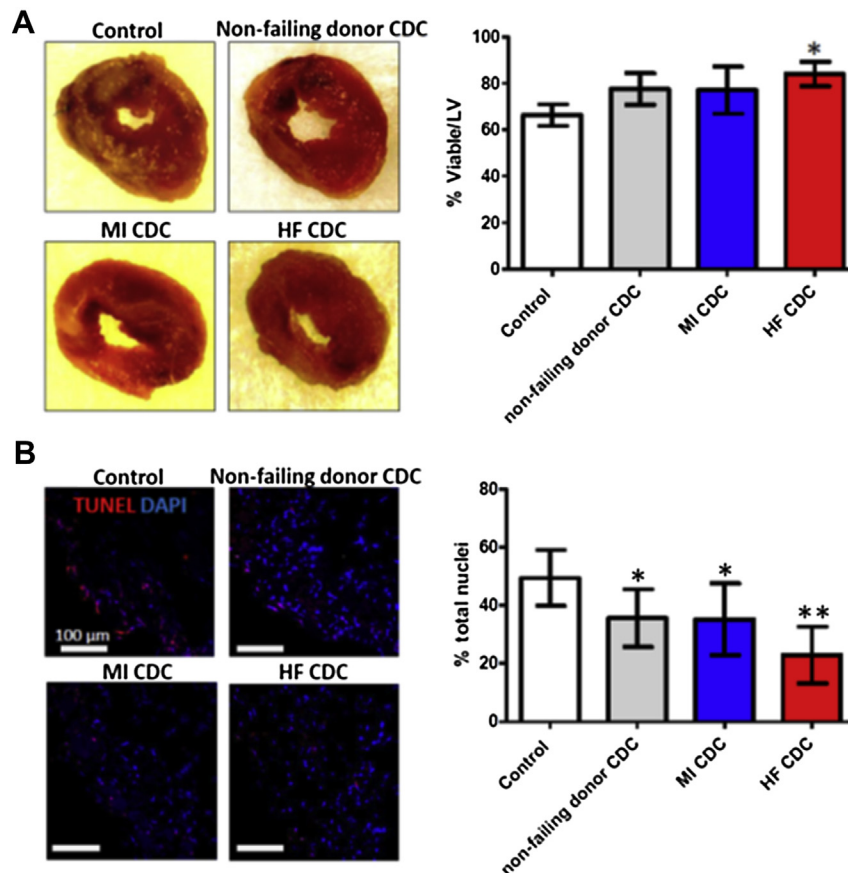 A
Control
Non-failing donor CDC
MI CDC
HF CDC
% Viable/LV
100
80
60
40
20
0
*
Control
non-failing donor CDC
MI CDC
HF CDC
B
Control
Non-failing donor CDC
TUNEL DAPI
100 µm
MI CDC
HF CDC
% total nuclei
80
60
40
20
0
*
*
**
Control
non-failing donor CDC
MI CDC
HF CDC